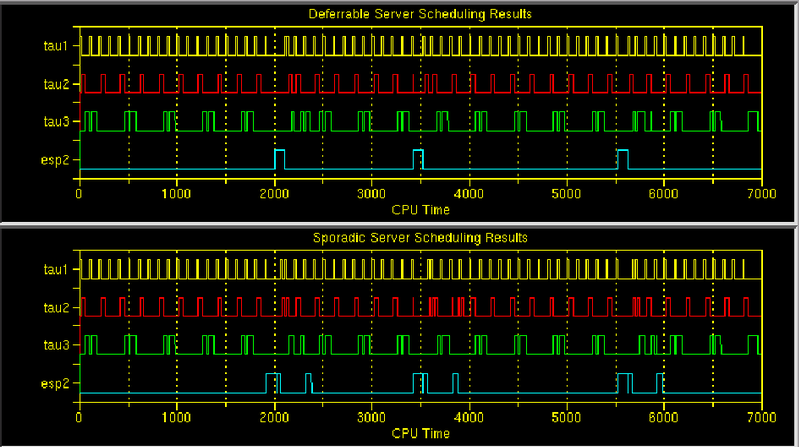 Deferrable Server Scheduling Results
tau1
tau2
tau3
esp2
0 1000 2000 3000 4000 5000 6000 7000
CPU Time
Sporadic Server Scheduling Results
tau1
tau2
tau3
esp2
0 1000 2000 3000 4000 5000 6000 7000
CPU Time